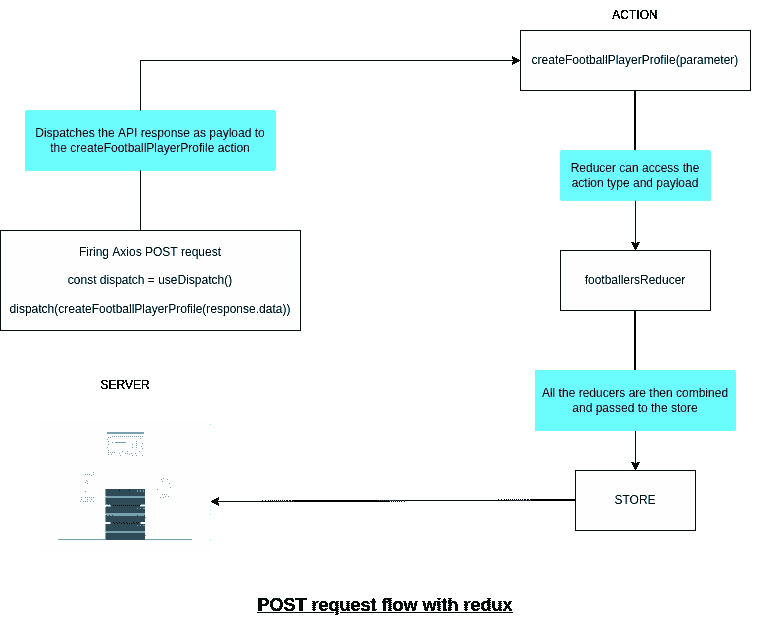 ACTION
createFootballPlayerProfile(parameter)
Dispatches the API response as payload to
the createFootballPlayerProfile action
Reducer can access the
action type and payload
Firing Axios POST request
const dispatch = useDispatch()
dispatch(createFootballPlayerProfile(response.data))
footballersReducer
SERVER
All the reducers are then combined
and passed to the store
STORE
POST request flow with redux